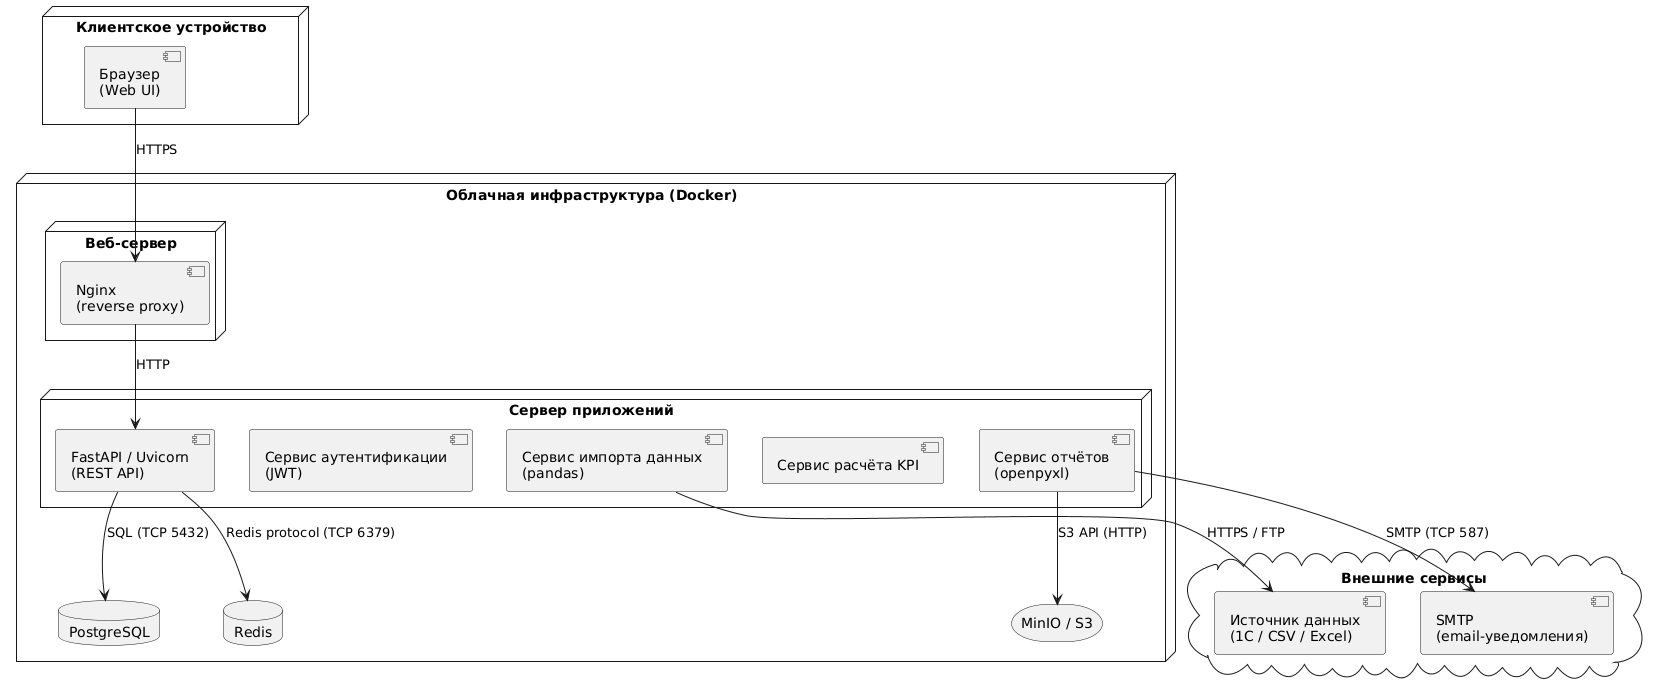 Клиентское устройство
Браузер
(Web UI)
HTTPS
Облачная инфраструктура (Docker)
Веб-сервер
Nginx
(reverse proxy)
HTTP
Сервер приложений
FastAPI / Uvicorn
(REST API)
Сервис аутентификации
(JWT)
Сервис импорта данных
(pandas)
Сервис расчёта KPI
Сервис отчётов
(openpyxl)
SQL (TCP 5432)
Redis protocol (TCP 6379)
S3 API (HTTP)
HTTPS / FTP
SMTP (TCP 587)
Внешние сервисы
PostgreSQL
Redis
MinIO / S3
Источник данных
(1С / CSV / Excel)
SMTP
(email-уведомления)